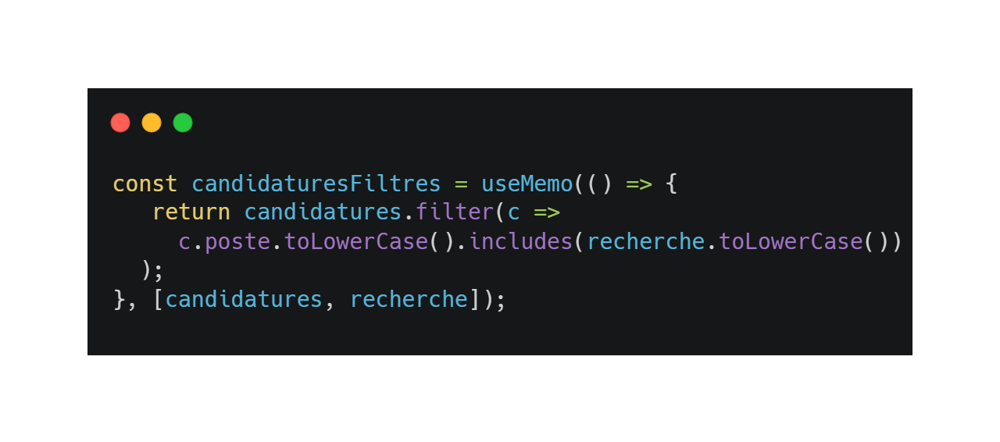 const candidaturesFiltres = useMemo(() => {
   return candidatures.filter(c =>
     c.poste.toLowerCase().includes(recherche.toLowerCase())
  );
}, [candidatures, recherche]);